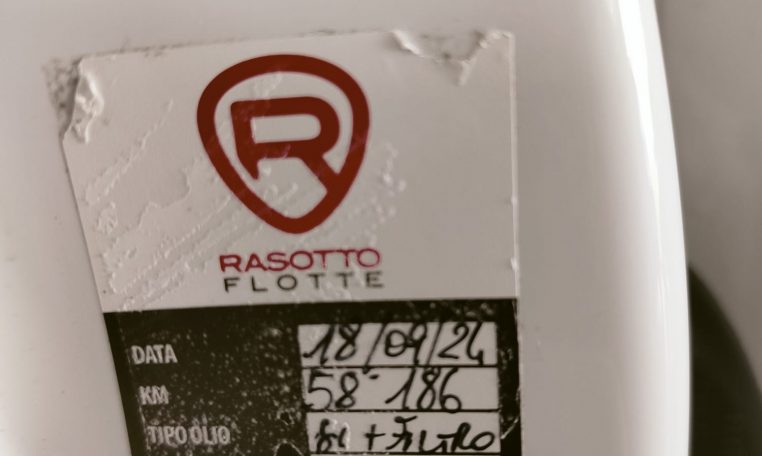 R
RASOTTO
FLOTTE
DATA 18/09/24
KM 58-186
TIPO OLIO + FILTRO